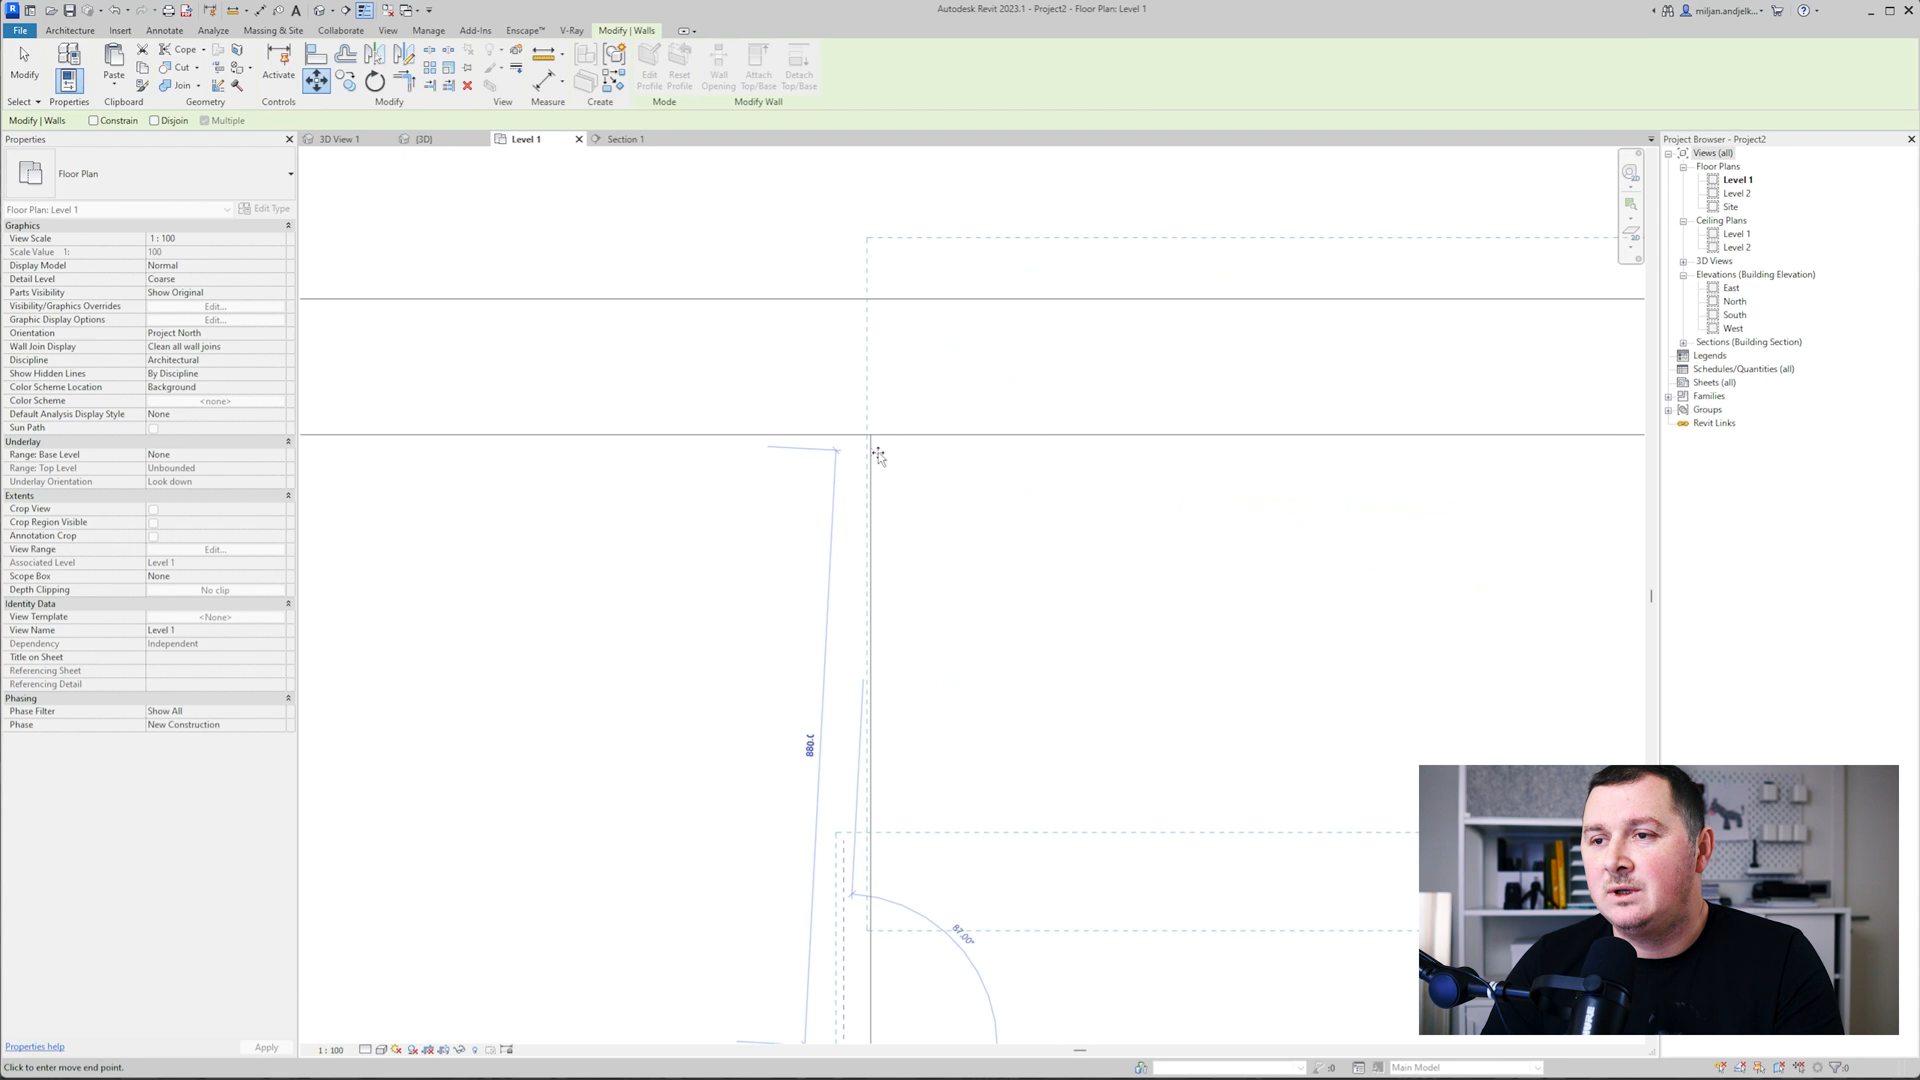 Autodesk Revit 2023.1 - Project2 - Floor Plan: Level 1
miljan.andjelk...
File Architecture Insert Annotate Analyze Massing & Site Collaborate View Manage Add-Ins Enscape™ V-Ray Modify | Walls
Modify
Properties
Paste
Cope
Cut
Join
Activate
Edit Profile
Reset Profile
Wall Opening
Attach Top/Base
Detach Top/Base
Select Properties Clipboard Geometry Controls Modify View Measure Create Mode Modify Wall
Modify | Walls Constrain Disjoin Multiple
Properties
3D View 1 {3D} Level 1 Section 1
Floor Plan
Floor Plan: Level 1 Edit Type
Graphics
View Scale 1 : 100
Scale Value 1: 100
Display Model Normal
Detail Level Coarse
Parts Visibility Show Original
Visibility/Graphics Overrides Edit...
Graphic Display Options Edit...
Orientation Project North
Wall Join Display Clean all wall joins
Discipline Architectural
Show Hidden Lines By Discipline
Color Scheme Location Background
Color Scheme <none>
Default Analysis Display Style None
Sun Path
Underlay
Range: Base Level None
Range: Top Level Unbounded
Underlay Orientation Look down
Extents
Crop View
Crop Region Visible
Annotation Crop
View Range Edit...
Associated Level Level 1
Scope Box None
Depth Clipping No clip
Identity Data
View Template <None>
View Name Level 1
Dependency Independent
Title on Sheet
Referencing Sheet
Referencing Detail
Phasing
Phase Filter Show All
Phase New Construction
Properties help Apply
880.0
87.00°
2D
2D
Project Browser - Project2
Views (all)
Floor Plans
Level 1
Level 2
Site
Ceiling Plans
Level 1
Level 2
3D Views
Elevations (Building Elevation)
East
North
South
West
Sections (Building Section)
Legends
Schedules/Quantities (all)
Sheets (all)
Families
Groups
Revit Links
1 : 100
Click to enter move end point.
:0
Main Model
:0